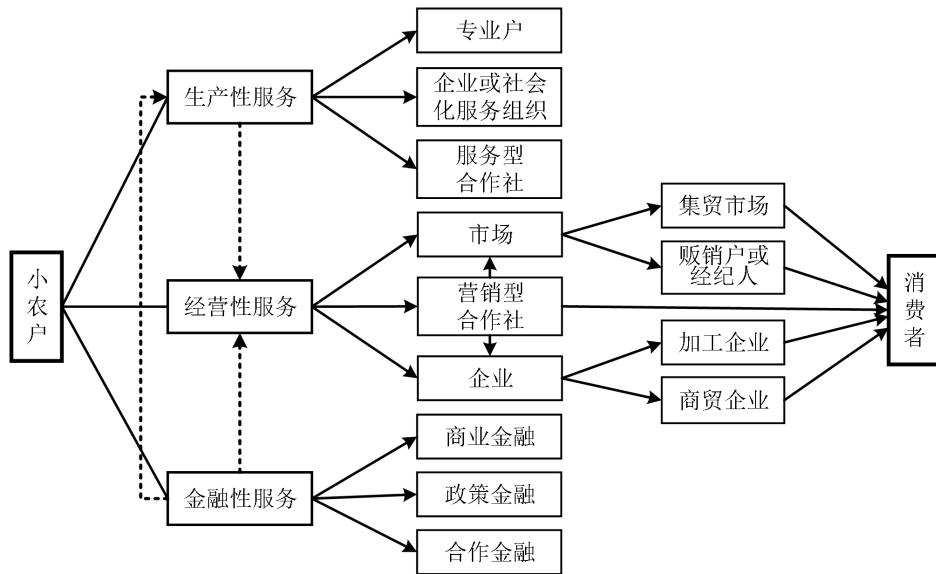 专业户
生产性服务
企业或社会
化服务组织
服务型
合作社
小农户
经营性服务
市场
营销型
合作社
企业
集贸市场
贩销户或
经纪人
加工企业
商贸企业
消费者
金融性服务
商业金融
政策金融
合作金融